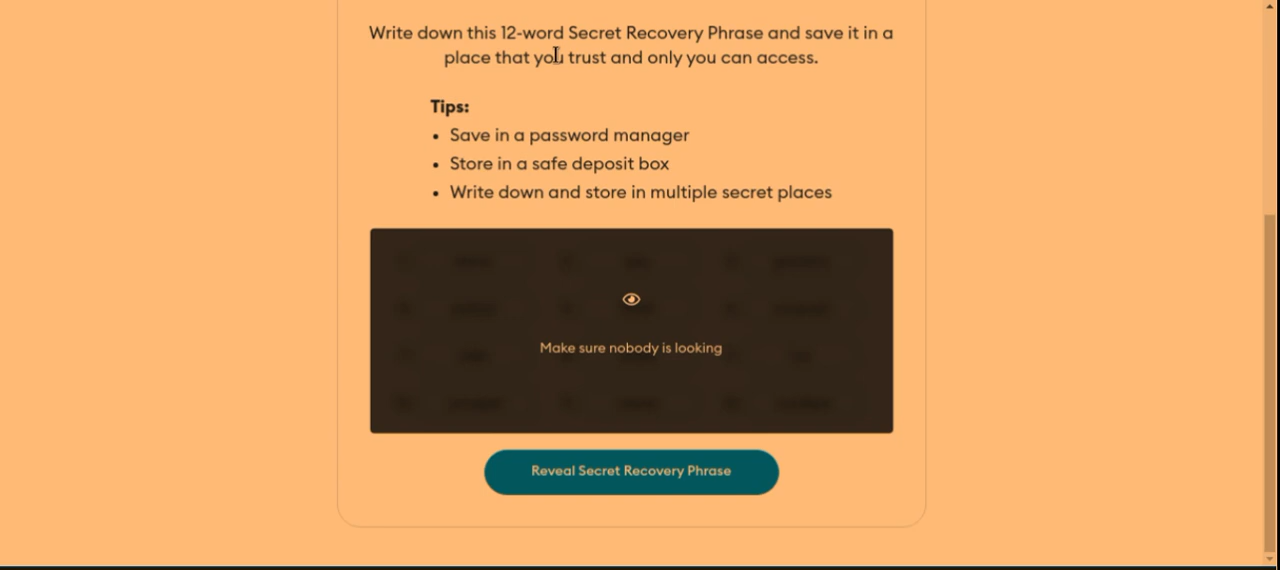 Write down this 12-word Secret Recovery Phrase and save it in a
place that you trust and only you can access.
Tips:
• Save in a password manager
• Store in a safe deposit box
• Write down and store in multiple secret places
Make sure nobody is looking
Reveal Secret Recovery Phrase